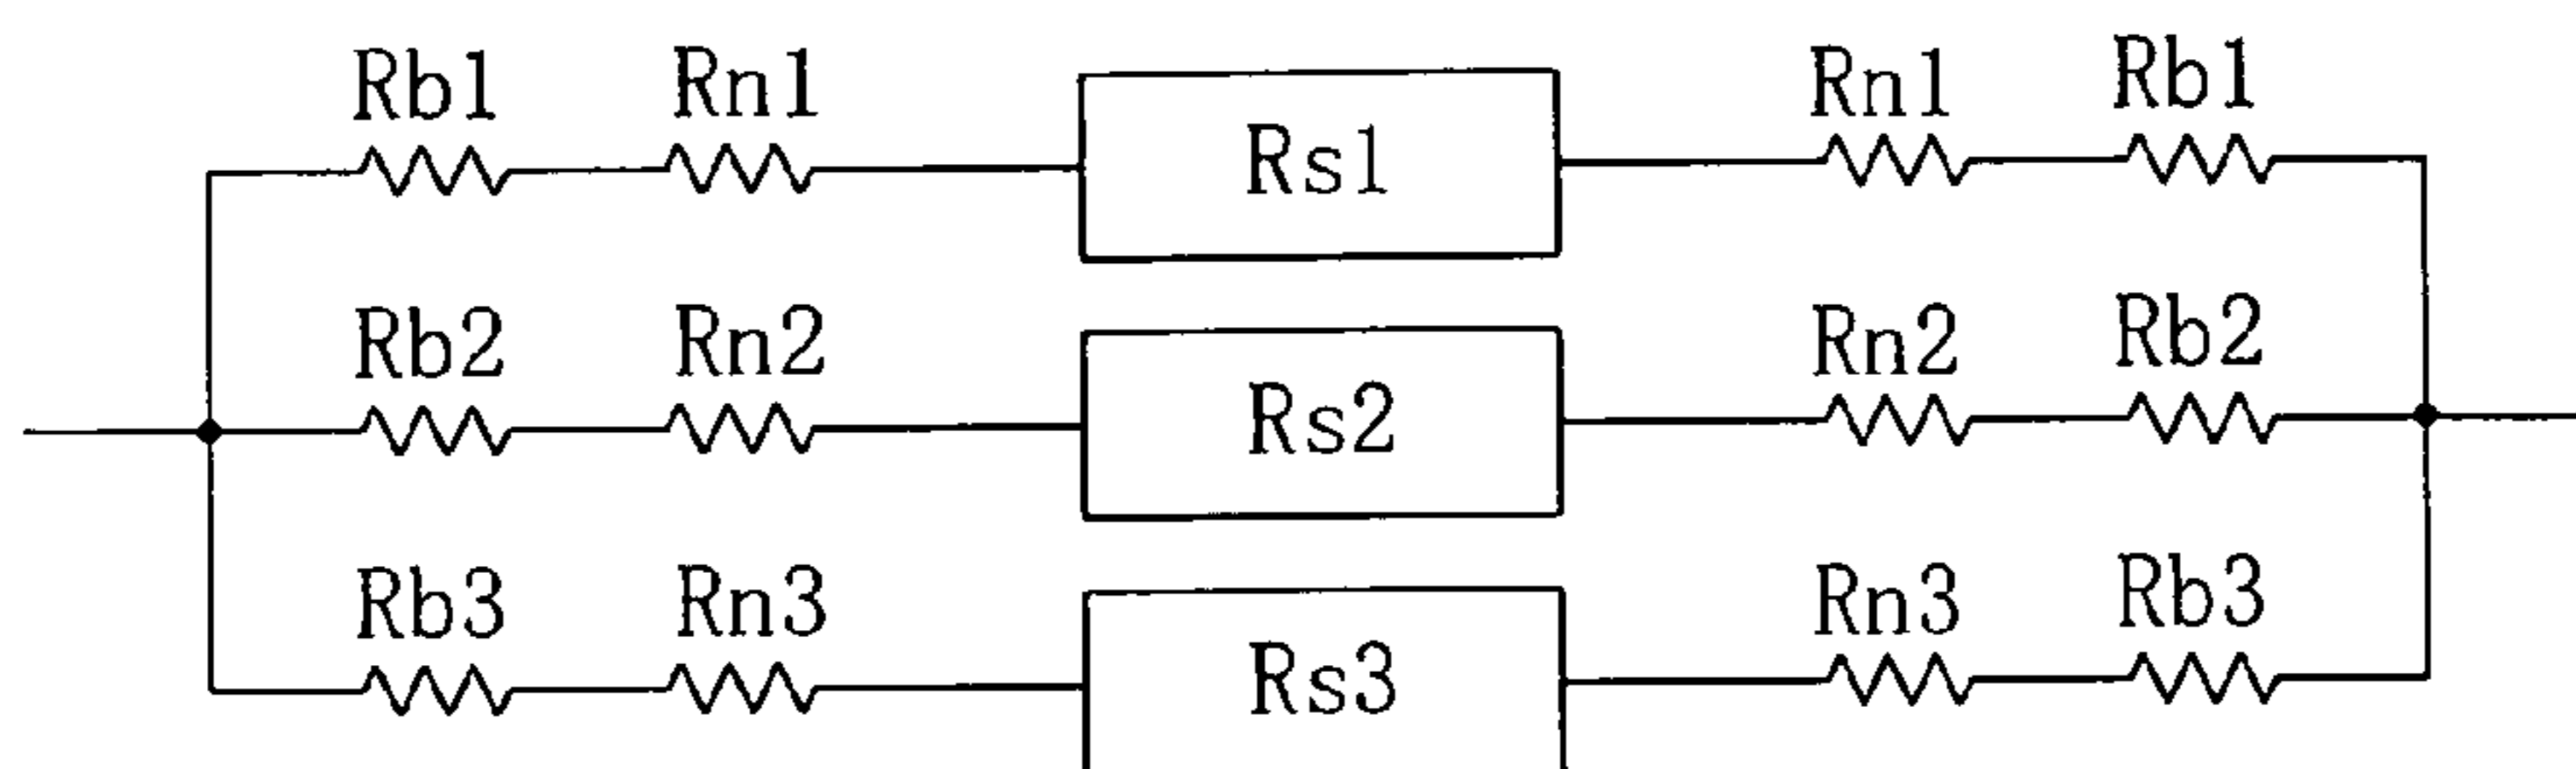 Rb1 Rn1 Rs1 Rn1 Rb1
Rb2 Rn2 Rs2 Rn2 Rb2
Rb3 Rn3 Rs3 Rn3 Rb3